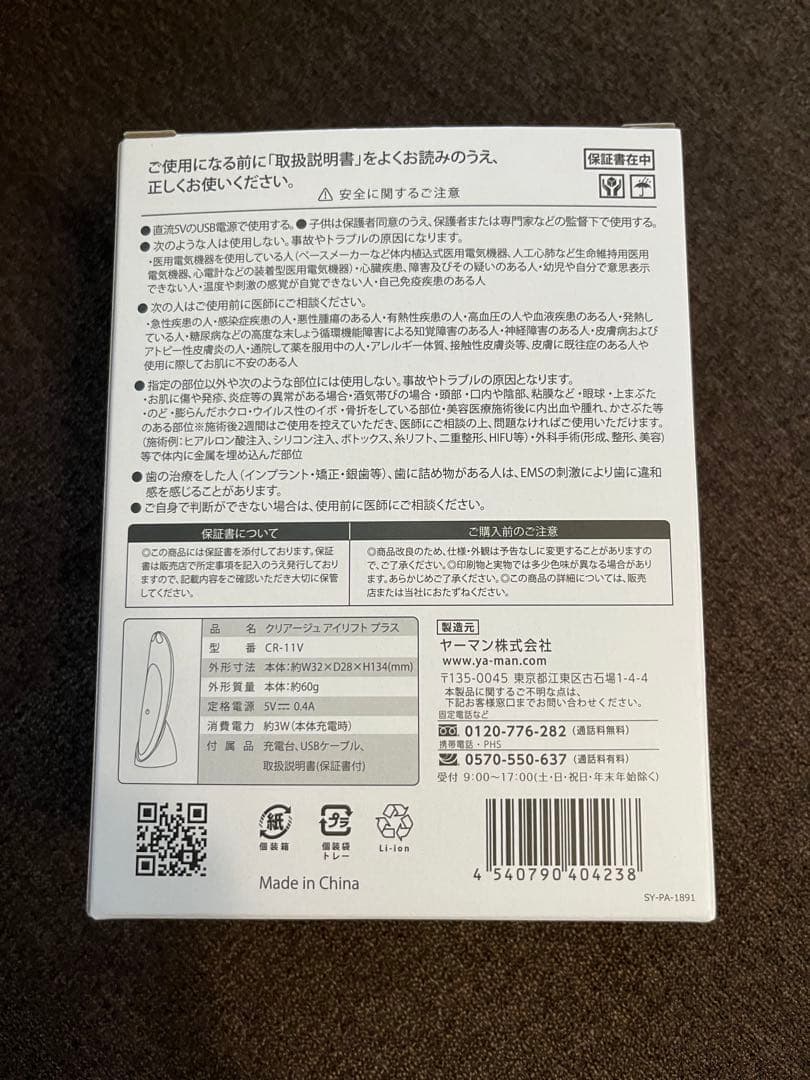 ご使用になる前に「取扱説明書」をよくお読みのうえ、
正しくお使いください。
保証書在中
⚠ 安全に関するご注意
●直流5VのUSB電源で使用する。●子供は保護者同意のうえ、保護者または専門家などの監督下で使用する。
●次のような人は使用しない。事故やトラブルの原因になります。
・医用電気機器を使用している人(ペースメーカーなど体内植込式医用電気機器、人工心肺など生命維持用医用
電気機器、心電計などの装着型医用電気機器)・心臓疾患、障害及びその疑いのある人・幼児や自分で意思表示
できない人・温度や刺激の感覚が自覚できない人・自己免疫疾患のある人
●次の人はご使用前に医師にご相談ください。
・急性疾患の人・感染症疾患の人・悪性腫瘍のある人・有熱性疾患の人・高血圧の人や血液疾患のある人・発熱し
ている人・糖尿病などの高度な末しょう循環機能障害による知覚障害のある人・神経障害のある人・皮膚病および
アトピー性皮膚炎の人・通院して薬を服用中の人・アレルギー体質、接触性皮膚炎等、皮膚に既往症のある人や
使用に際してお肌に不安のある人
●指定の部位以外や次のような部位には使用しない。事故やトラブルの原因となります。
・お肌に傷や発疹、炎症等の異常がある場合・酒気帯びの場合・頭部・口内や陰部、粘膜など・眼球・上まぶた
・のど・膨らんだホクロ・ウイルス性のイボ・骨折をしている部位・美容医療施術後に内出血や腫れ、かさぶた等
のある部位※施術後2週間はご使用を控えていただき、医師にご相談の上、問題なければご使用いただけます。
(施術例:ヒアルロン酸注入、シリコン注入、ボトックス、糸リフト、二重整形、HIFU等)・外科手術(形成、整形、美容)
等で体内に金属を埋め込んだ部位
●歯の治療をした人(インプラント・矯正・銀歯等)、歯に詰め物がある人は、EMSの刺激により歯に違和
感を感じることがあります。
●ご自身で判断ができない場合は、使用前に医師にご相談ください。
保証書について
◎この商品には保証書を添付しております。保証
書は販売店で所定事項を記入のうえ発行しており
ますので、記載内容をご確認いただき大切に保管
してください。
ご購入前のご注意
◎商品改良のため、仕様・外観は予告なしに変更することがありますの
で、ご了承ください。◎印刷物と実物では多少色味が異なる場合があり
ます。あらかじめご了承ください。◎この商品の詳細については、販売
店または当社におたずねください。
品名 クリアージュ アイリフト プラス
型番 CR-11V
外形寸法 本体:約W32×D28×H134(mm)
外形質量 本体:約60g
定格電源 5V⎓ 0.4A
消費電力 約3W(本体充電時)
付属品 充電台、USBケーブル、
取扱説明書(保証書付)
製造元
ヤーマン株式会社
www.ya-man.com
〒135-0045 東京都江東区古石場1-4-4
本製品に関するご不明な点は、
下記お客様窓口までお問い合わせください。
固定電話など
0120-776-282 (通話料無料)
携帯電話・PHS
0570-550-637 (通話料有料)
受付 9:00〜17:00(土・日・祝日・年末年始除く)
紙
個装箱
プラ
個装袋
トレー
Li-ion
Made in China
4 540790 404238
SY-PA-1891